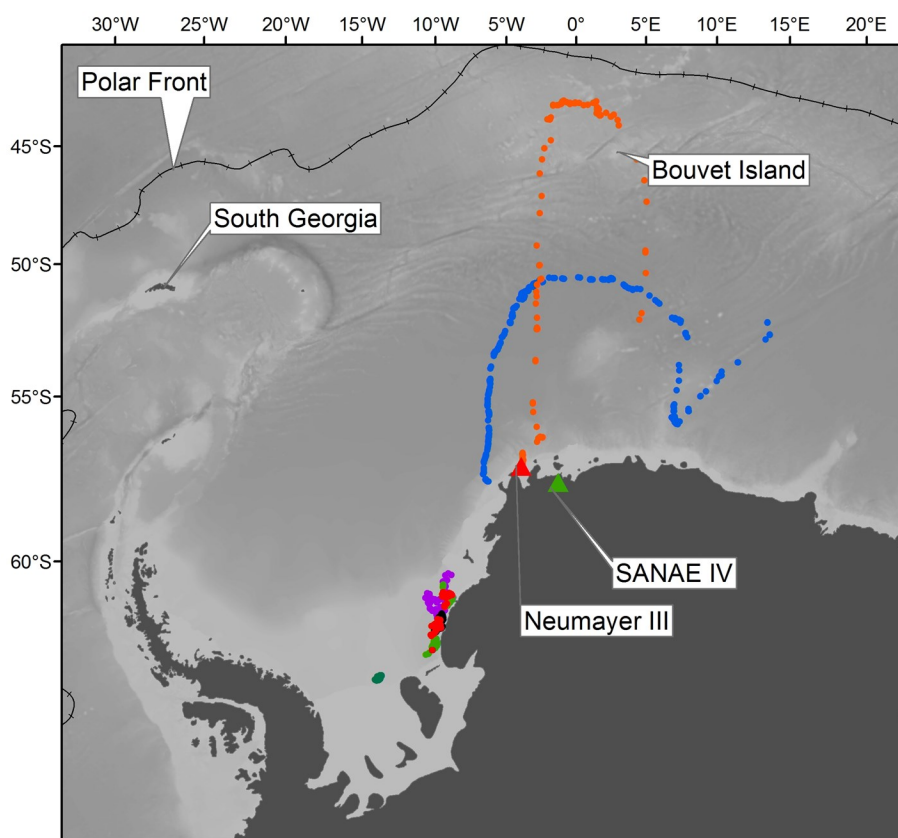 30°W 25°W 20°W 15°W 10°W 5°W 0°E 5°E 10°E 15°E 20°E
Polar Front
45°S
Bouvet Island
South Georgia
50°S
55°S
60°S
SANAE IV
Neumayer III